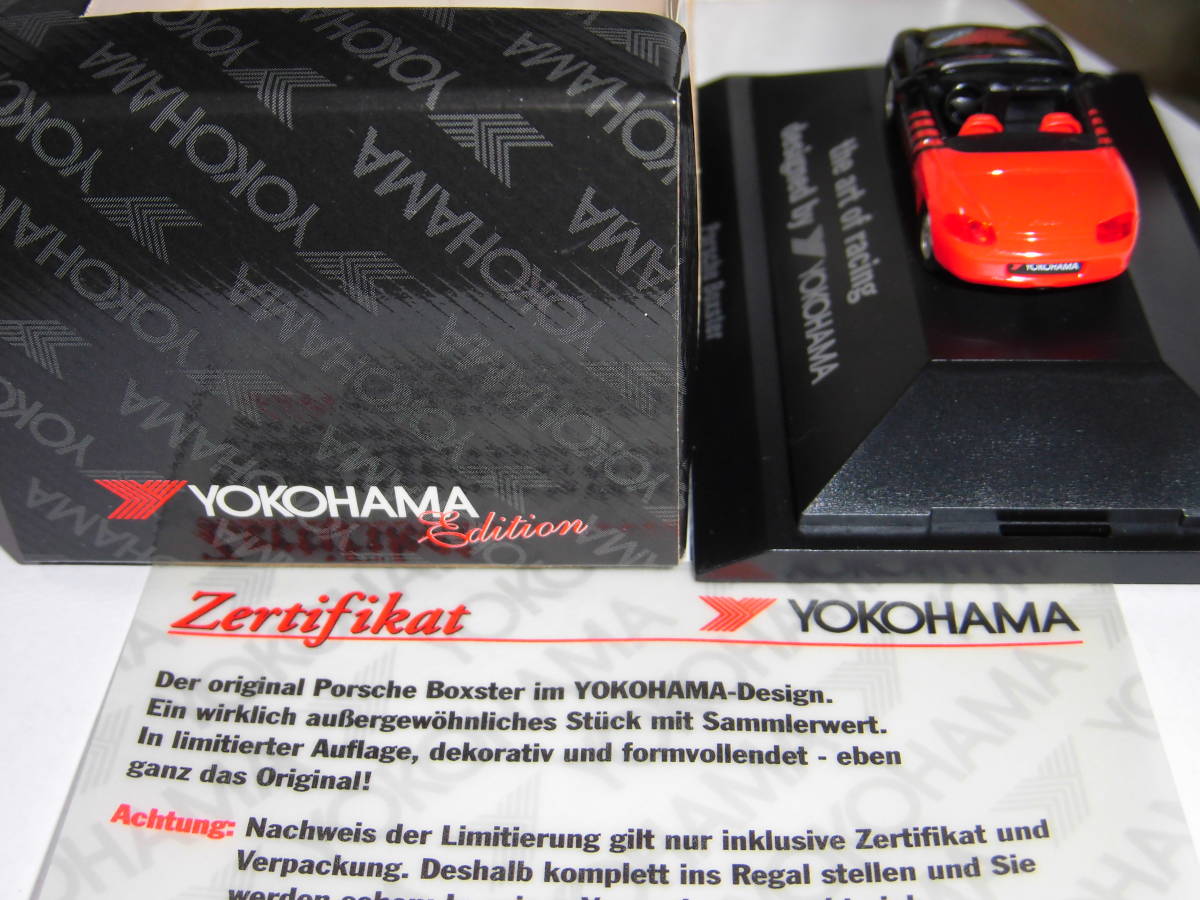 YOKOHAMA
Edition
the art of racing
designed by YOKOHAMA
Porsche Boxster
YOKOHAMA
Zertifikat
YOKOHAMA
Der original Porsche Boxster im YOKOHAMA-Design.
Ein wirklich außergewöhnliches Stück mit Sammlerwert.
In limitierter Auflage, dekorativ und formvollendet - eben
ganz das Original!
Achtung: Nachweis der Limitierung gilt nur inklusive Zertifikat und
Verpackung. Deshalb komplett ins Regal stellen und Sie
werden